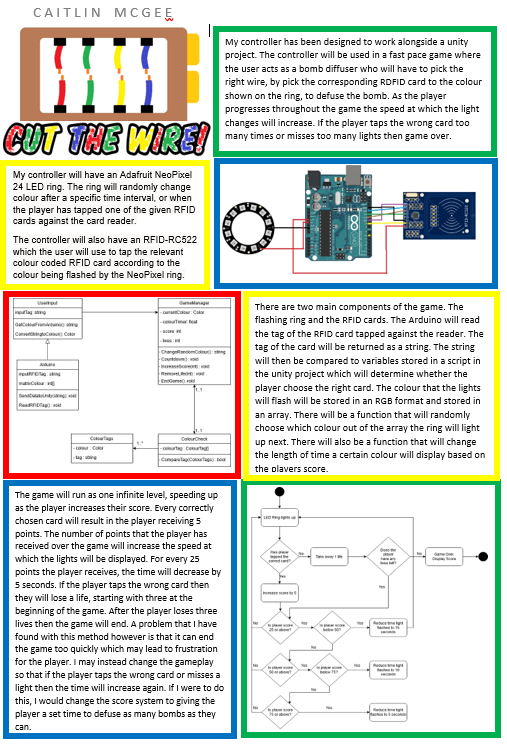 CAITLIN MCGEE
CUT THE WIRE!
My controller has been designed to work alongside a unity
project. The controller will be used in a fast pace game where
the user acts as a bomb diffuser who will have to pick the
right wire, by pick the corresponding RDFID card to the colour
shown on the ring, to defuse the bomb. As the player
progresses throughout the game the speed at which the light
changes will increase. If the player taps the wrong card too
many times or misses too many lights then game over.
My controller will have an Adafruit NeoPixel
24 LED ring. The ring will randomly change
colour after a specific time interval, or when
the player has tapped one of the given RFID
cards against the card reader.
The controller will also have an RFID-RC522
which the user will use to tap the relevant
colour coded RFID card according to the
colour being flashed by the NeoPixel ring.
UserInput
inputTag: string
GetColourFromArduino(): string
ConvertStringtoColour(): Color
Arduino
inputRFIDTag : string
matrixColour : int[]
SendDatatoUnity(string): void
ReadRFIDTag(): void
GameManager
- currentColour : Color
- colourTimer: float
- score: int
- lives : int
ChangeRandomColour() : string
Countdown() : void
IncreaseScore(int) : void
RemoveLife(int) : void
EndGame() : void
1..1
1..1
ColourTags
- colour : Color
- tag : string
1..*
ColourCheck
- colourTag : ColourTag[]
- CompareTag(ColourTags) : bool
There are two main components of the game. The
flashing ring and the RFID cards. The Arduino will read
the tag of the RFID card tapped against the reader. The
tag of the card will be returned as a string. The string
will then be compared to variables stored in a script in
the unity project which will determine whether the
player choose the right card. The colour that the lights
will flash will be stored in an RGB format and stored in
an array. There will be a function that will randomly
choose which colour out of the array the ring will light
up next. There will also be a function that will change
the length of time a certain colour will display based on
the players score.
The game will run as one infinite level, speeding up
as the player increases their score. Every correctly
chosen card will result in the player receiving 5
points. The number of points that the player has
received over the game will increase the speed at
which the lights will be displayed. For every 25
points the player receives, the time will decrease by
5 seconds. If the player taps the wrong card then
they will lose a life, starting with three at the
beginning of the game. After the player loses three
lives then the game will end. A problem that I have
found with this method however is that it can end
the game too quickly which may lead to frustration
for the player. I may instead change the gameplay
so that if the player taps the wrong card or misses a
light then the time will increase again. If I were to do
this, I would change the score system to giving the
player a set time to defuse as many bombs as they
can.
LED Ring lights up
Has player
tapped the
correct card?
No
Take away 1 life
Does the
player
have any
lives left?
No
Game Over.
Display Score
Yes
Yes
Increase score by 5
No
Is player score
25 or above?
Yes
Is player score
below 50?
Yes
Reduce time light
flashes to 15
seconds
No
No
Is player score
50 or above?
Yes
Is player score
below 75?
Yes
Reduce time light
flashes to 10
seconds
No
No
Is player score
75 or above?
Yes
Reduce time light
flashes to 5 seconds